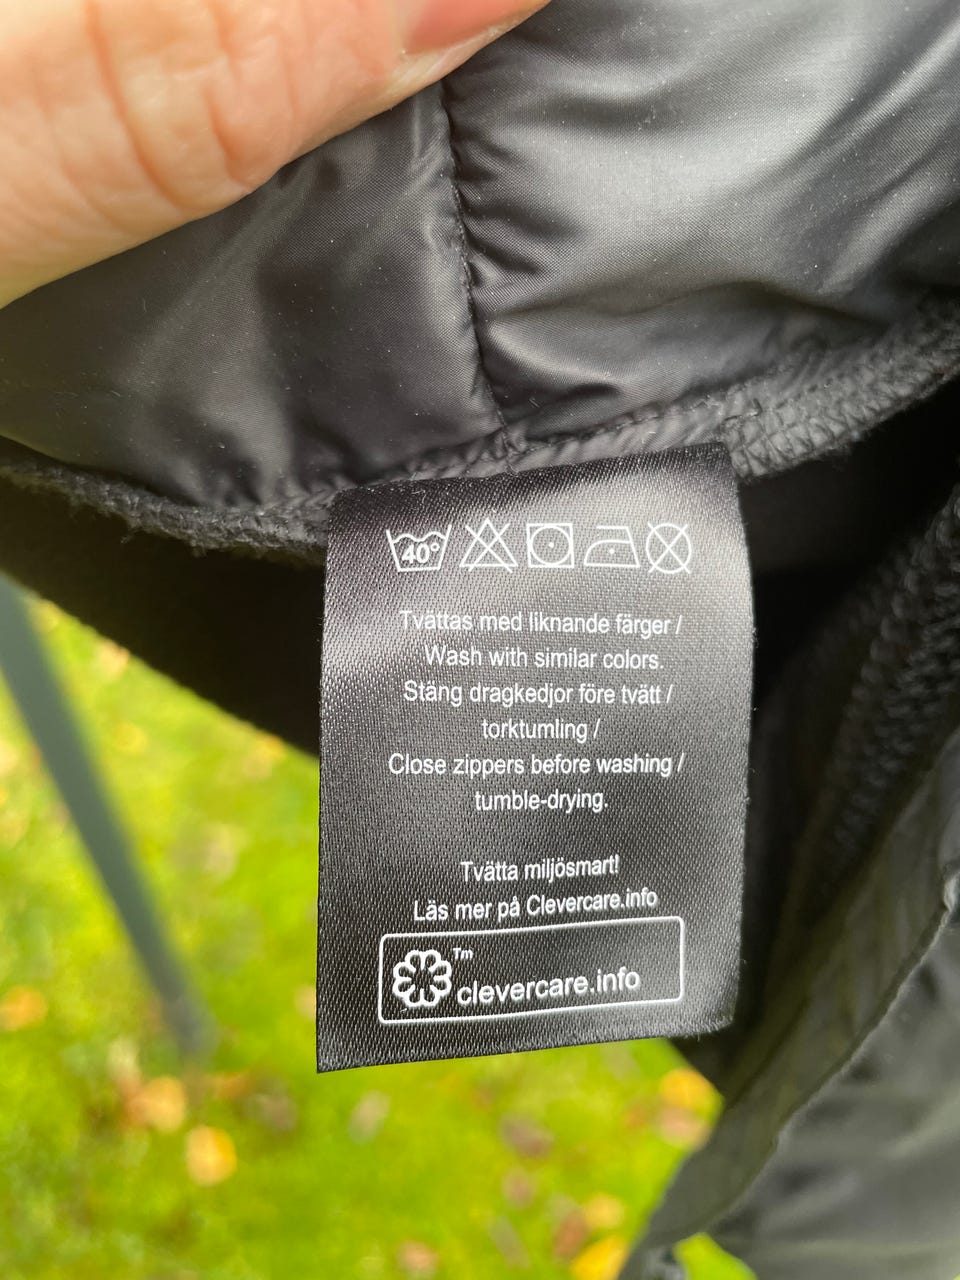 40°
Tvättas med liknande färger /
Wash with similar colors.
Stäng dragkedjor före tvätt /
torktumling /
Close zippers before washing /
tumble-drying.
Tvätta miljösmart!
Läs mer på Clevercare.info
Tm
clevercare.info